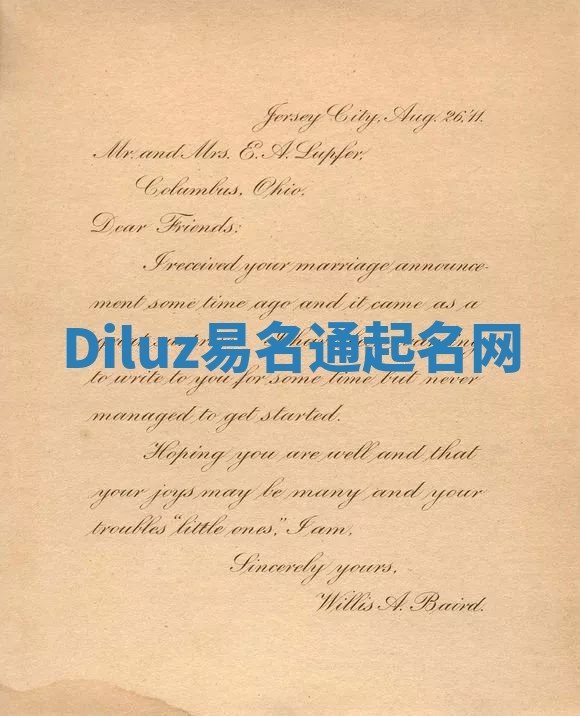 Jersey City, Aug. 26,'11.
Mr. and Mrs. E. A. Lupfer,
Columbus, Ohio.
Dear Friends:
I received your marriage announce-
ment some time ago and it came as a
Diluz易名通起名网
to write to you for some time but never
managed to get started.
Hoping you are well and that
your joys may be many and your
troubles "little ones," I am,
Sincerely yours,
Willis A. Baird.